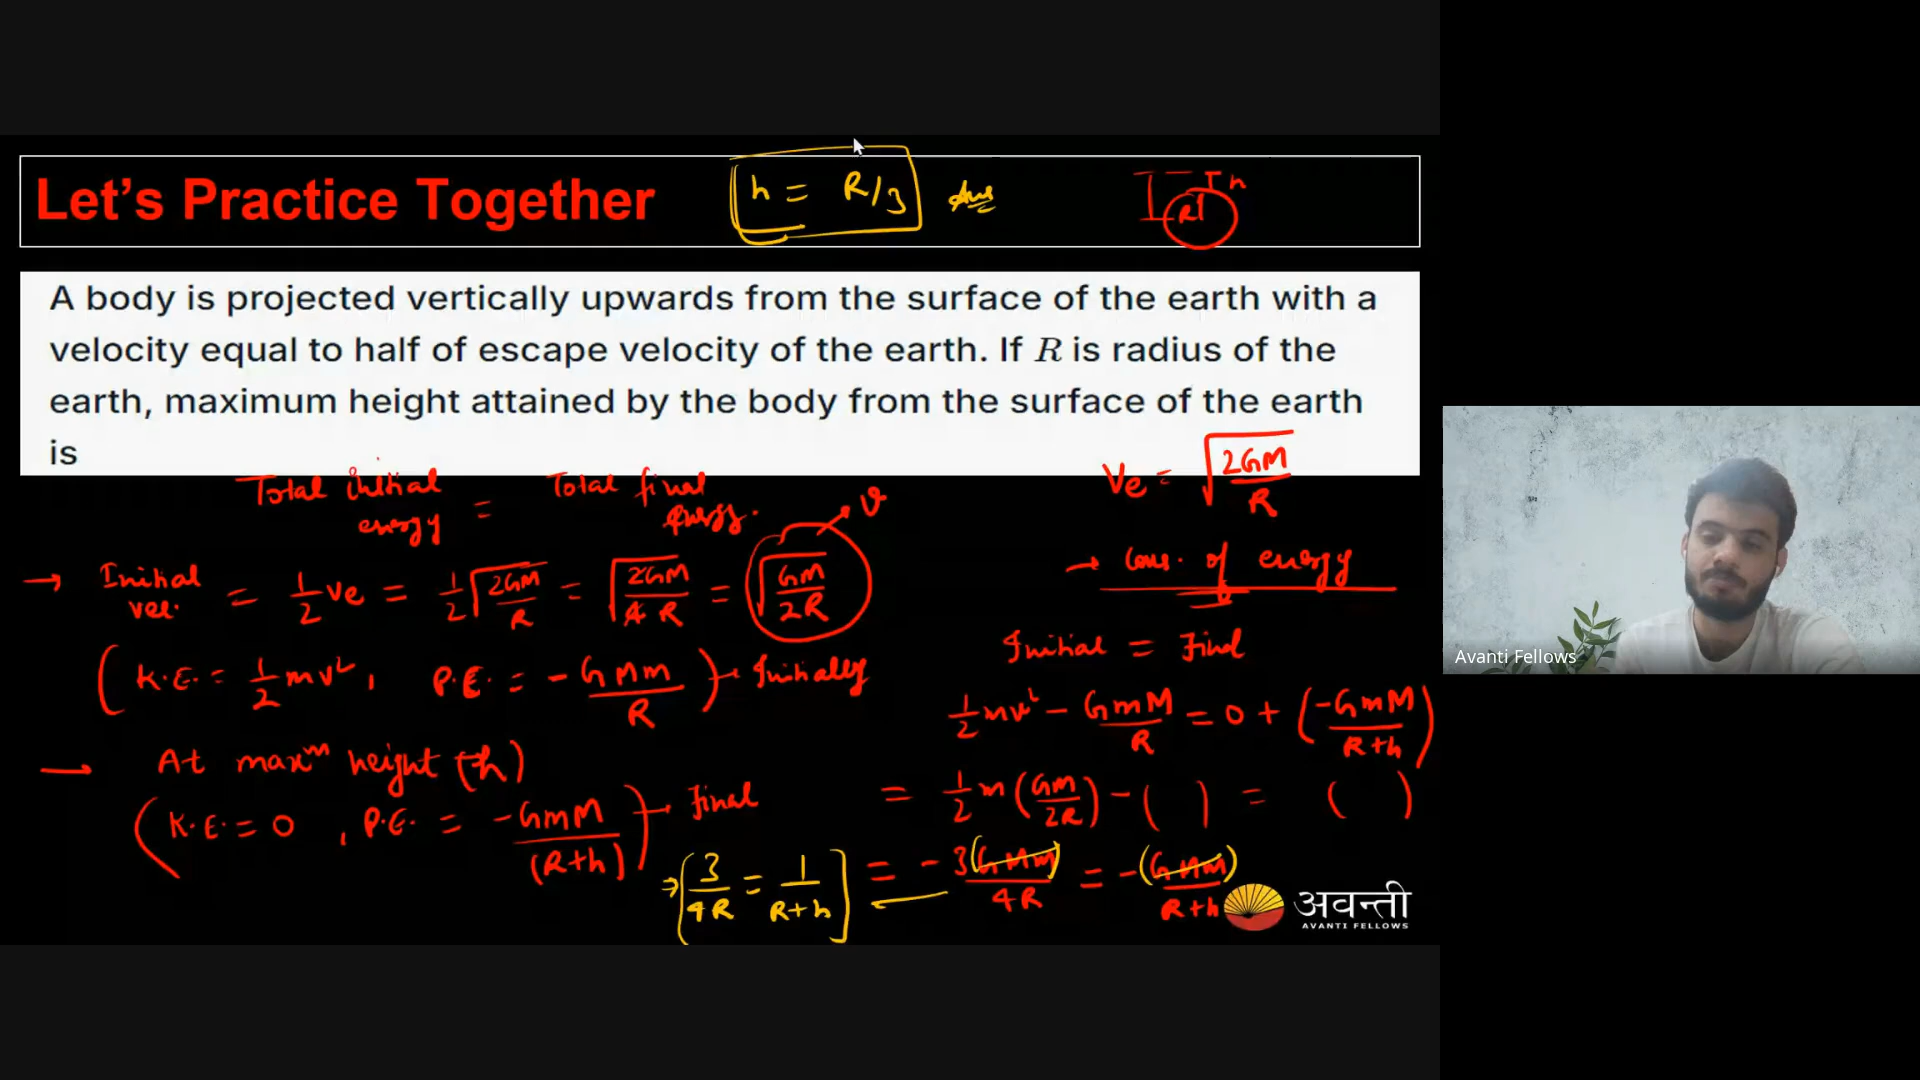 Let's Practice Together
h = R/3 Ans
R h
A body is projected vertically upwards from the surface of the earth with a
velocity equal to half of escape velocity of the earth. If R is radius of the
earth, maximum height attained by the body from the surface of the earth
is
Total initial energy = Total final energy.
Ve = √(2GM/R)
→ Cons. of energy
→ Initial vel. = 1/2 ve = 1/2 √(2GM/R) = √(2GM/4R) = √(GM/2R) → v
(K.E. = 1/2 mv², P.E. = -GMm/R) → Initially
→ At maxᵐ height (h)
(K.E. = 0, P.E. = -GmM/(R+h)) → Final
Initial = Final
1/2 mv² - GmM/R = 0 + (-GmM/R+h)
= 1/2 m (GM/2R) - ( ) = ( )
= - 3(GMm)/4R = -(GMm)/R+h
⇒ [3/4R = 1/R+h]
अवन्ती
AVANTI FELLOWS
Avanti Fellows